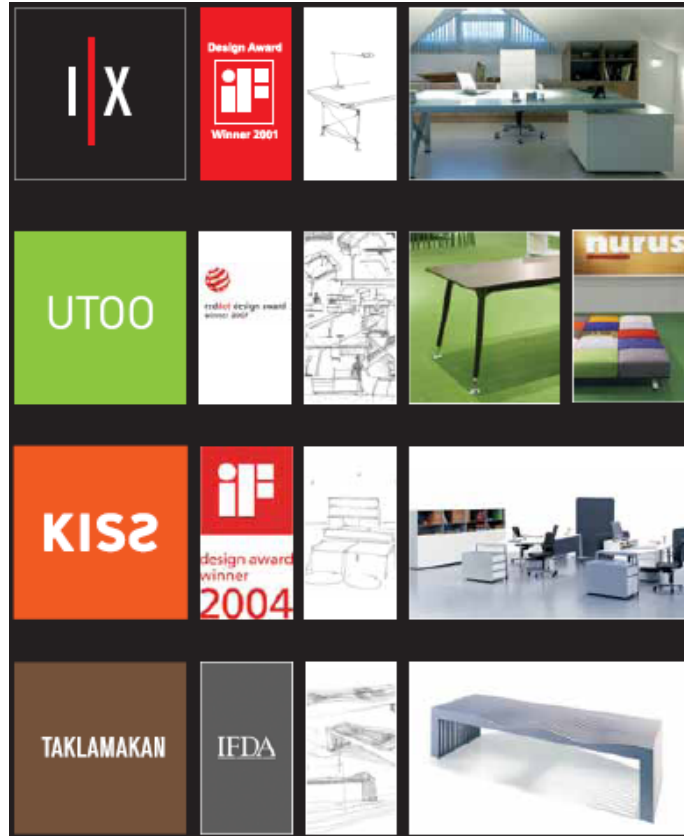 I|X
Design Award
iF
Winner 2001
UTOO
reddot design award
winner 2007
nurus
KISS
iF
design award
winner
2004
TAKLAMAKAN
IFDA